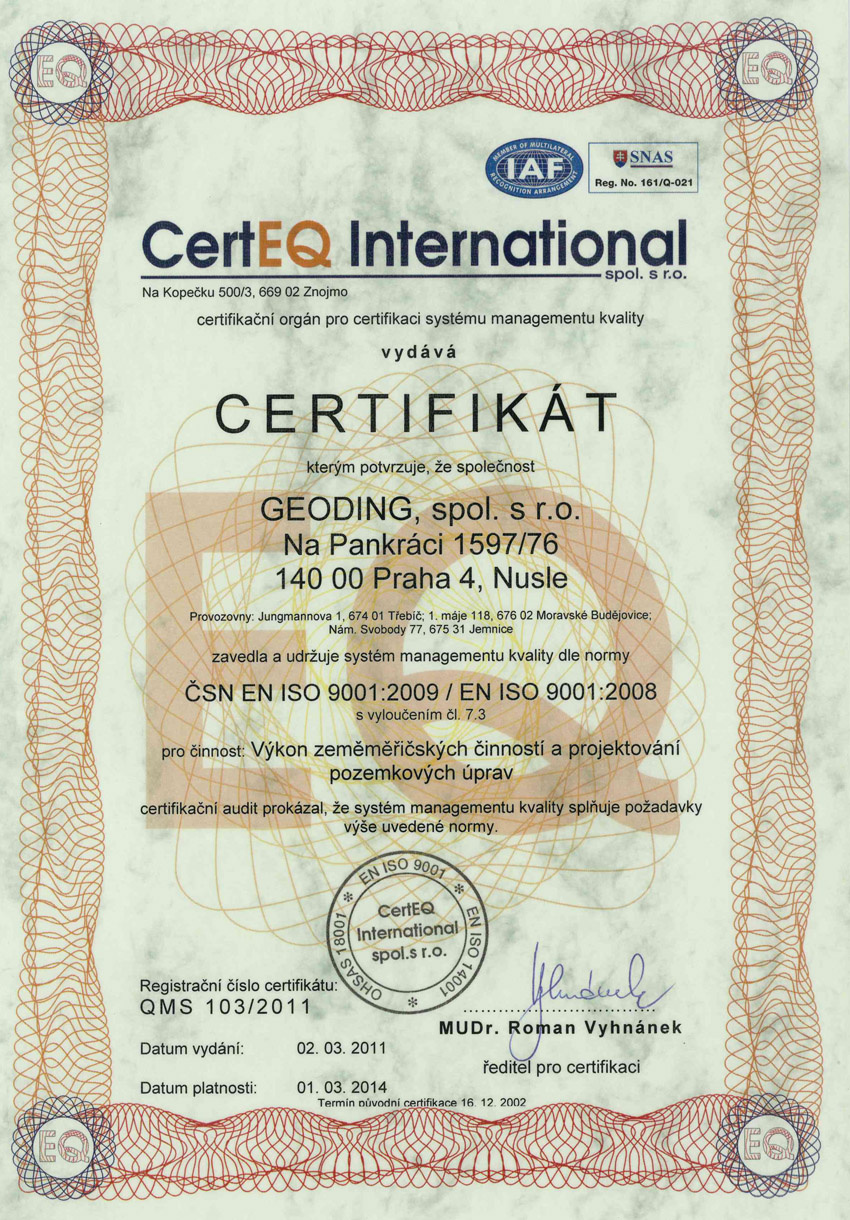 EQ
EQ
MEMBER OF MULTILATERAL
IAF
RECOGNITION ARRANGEMENT
SNAS
Reg. No. 161/Q-021
CertEQ International
spol. s r.o.
Na Kopečku 500/3, 669 02 Znojmo
certifikační orgán pro certifikaci systému managementu kvality
vydává
CERTIFIKÁT
kterým potvrzuje, že společnost
GEODING, spol. s r.o.
Na Pankráci 1597/76
140 00 Praha 4, Nusle
Provozovny: Jungmannova 1, 674 01 Třebíč; 1. máje 118, 676 02 Moravské Budějovice;
Nám. Svobody 77, 675 31 Jemnice
zavedla a udržuje systém managementu kvality dle normy
ČSN EN ISO 9001:2009 / EN ISO 9001:2008
s vyloučením čl. 7.3
pro činnost: Výkon zeměměřičských činností a projektování
pozemkových úprav
certifikační audit prokázal, že systém managementu kvality splňuje požadavky
výše uvedené normy.
EQ
* EN ISO 9001 * EN ISO 14001 * OHSAS 18001
CertEQ
International
spol.s r.o.
Registrační číslo certifikátu:
QMS 103/2011
MUDr. Roman Vyhnánek
ředitel pro certifikaci
Datum vydání: 02. 03. 2011
Datum platnosti: 01. 03. 2014
Termín původní certifikace 16. 12. 2002
EQ
EQ